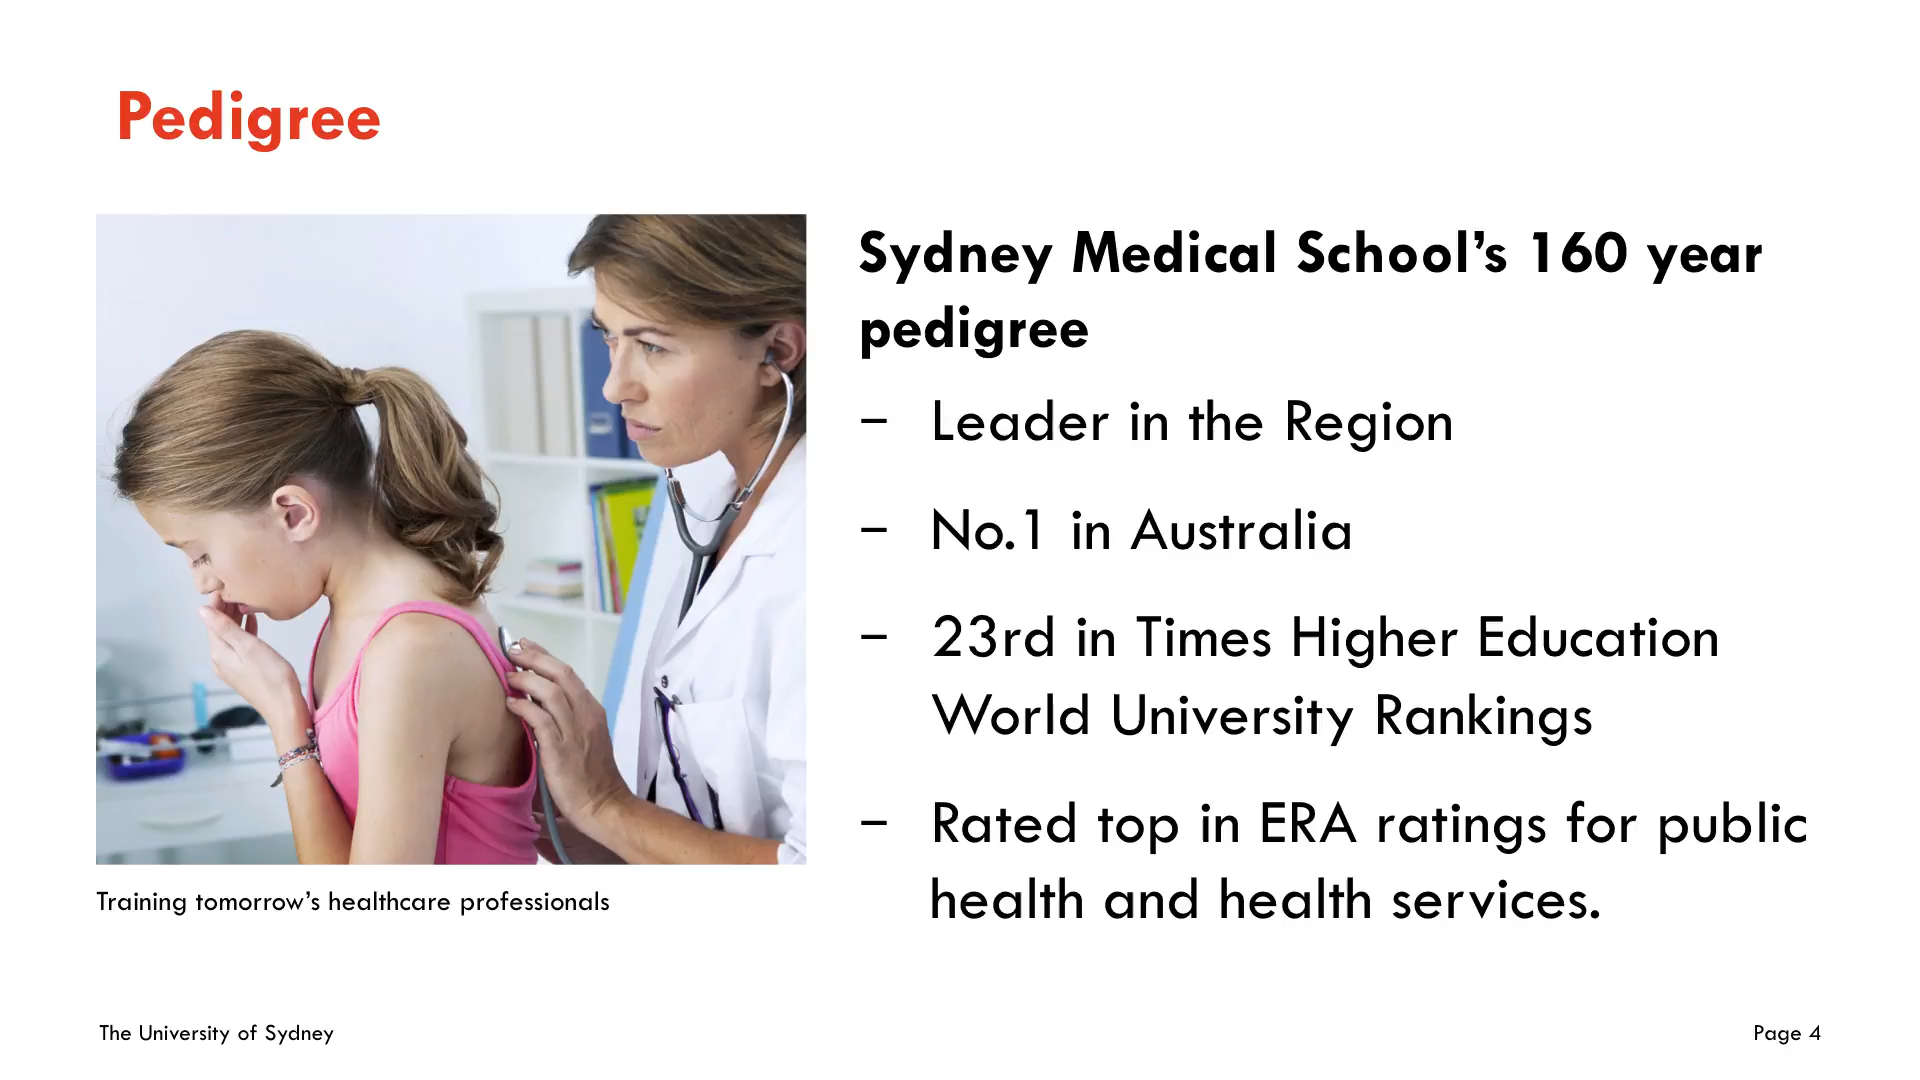 Pedigree
Sydney Medical School’s 160 year
pedigree
– Leader in the Region
– No.1 in Australia
– 23rd in Times Higher Education
World University Rankings
– Rated top in ERA ratings for public
health and health services.
Training tomorrow’s healthcare professionals
The University of Sydney
Page 4